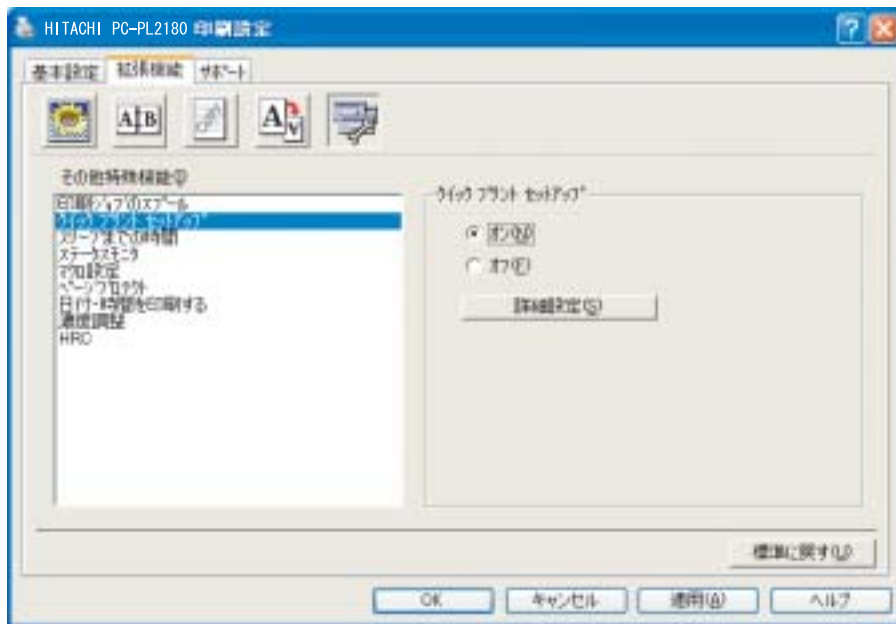 HITACHI PC-PL2180 印刷設定
基本設定 拡張機能 ｻﾎﾟｰﾄ
A B
A A
その他特殊機能(I)
印刷ｼﾞｮﾌﾞのｽﾌﾟｰﾙ
ｸｲｯｸ ﾌﾟﾘﾝﾄ ｾｯﾄｱｯﾌﾟ
ｽﾘｰﾌﾟまでの時間
ｽﾃｰﾀｽﾓﾆﾀ
ﾏｸﾛ設定
ﾍﾟｰｼﾞﾌﾟﾛﾃｸﾄ
日付・時間を印刷する
濃度調整
HRC
ｸｲｯｸ ﾌﾟﾘﾝﾄ ｾｯﾄｱｯﾌﾟ
ｵﾝ(N)
ｵﾌ(F)
詳細設定(S)
標準に戻す(U)
OK キャンセル 適用(A) ヘルプ